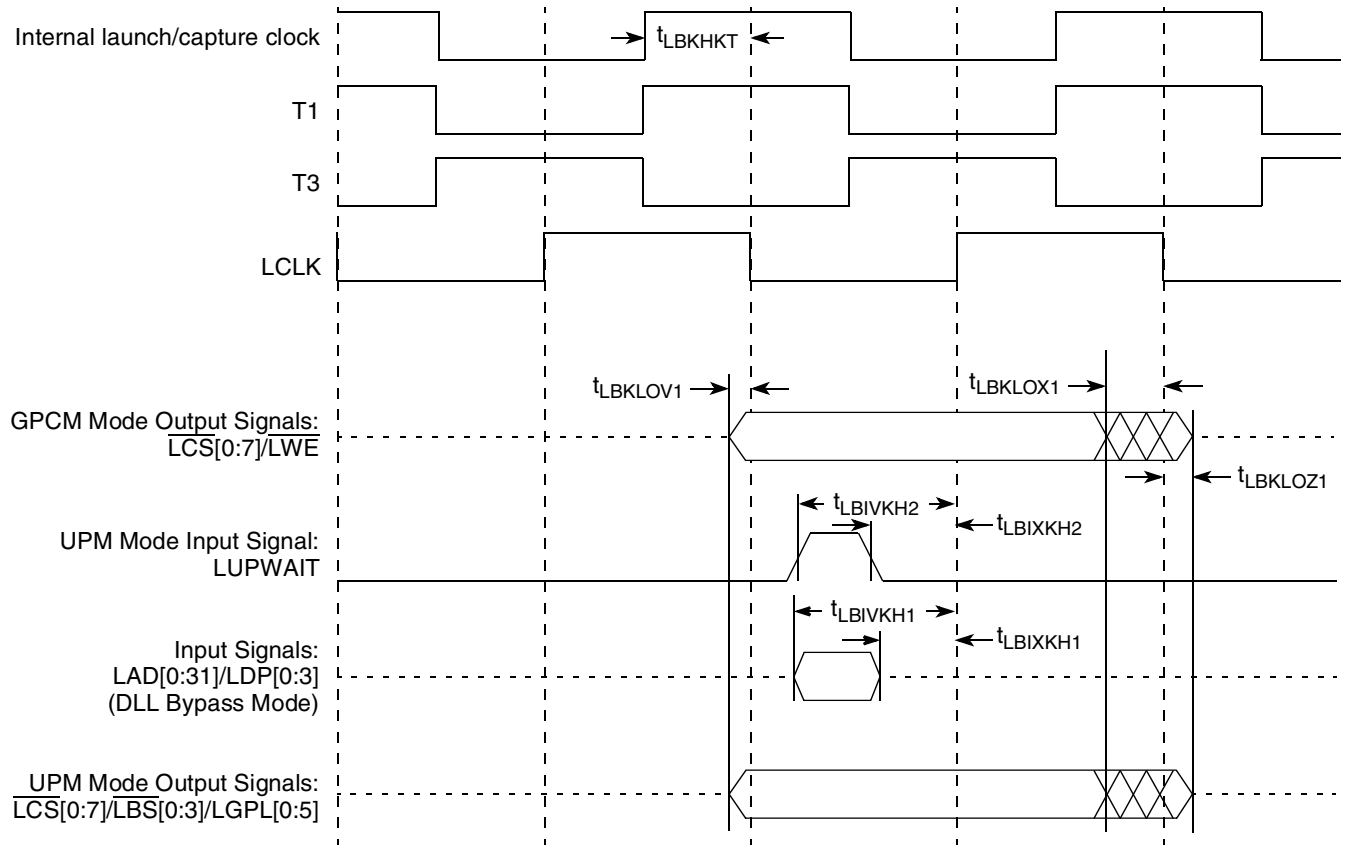 Internal launch/capture clock
tLBKHKT
T1
T3
LCLK
tLBKLOV1
tLBKLOX1
GPCM Mode Output Signals:
LCS[0:7]/LWE
tLBKLOZ1
tLBIVKH2
tLBIXKH2
UPM Mode Input Signal:
LUPWAIT
tLBIVKH1
tLBIXKH1
Input Signals:
LAD[0:31]/LDP[0:3]
(DLL Bypass Mode)
UPM Mode Output Signals:
LCS[0:7]/LBS[0:3]/LGPL[0:5]